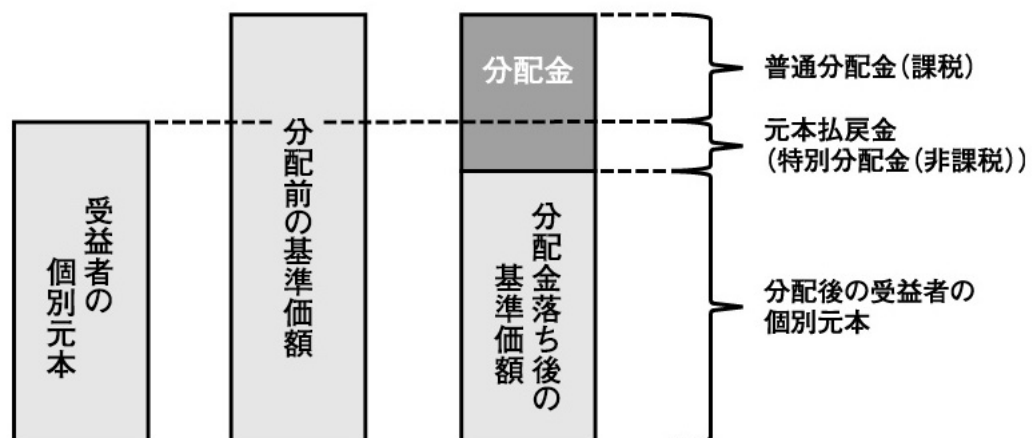 受益者の
個別元本
分配前の基準価額
分配金
分配金落ち後の
基準価額
普通分配金(課税)
元本払戻金
(特別分配金(非課税))
分配後の受益者の
個別元本